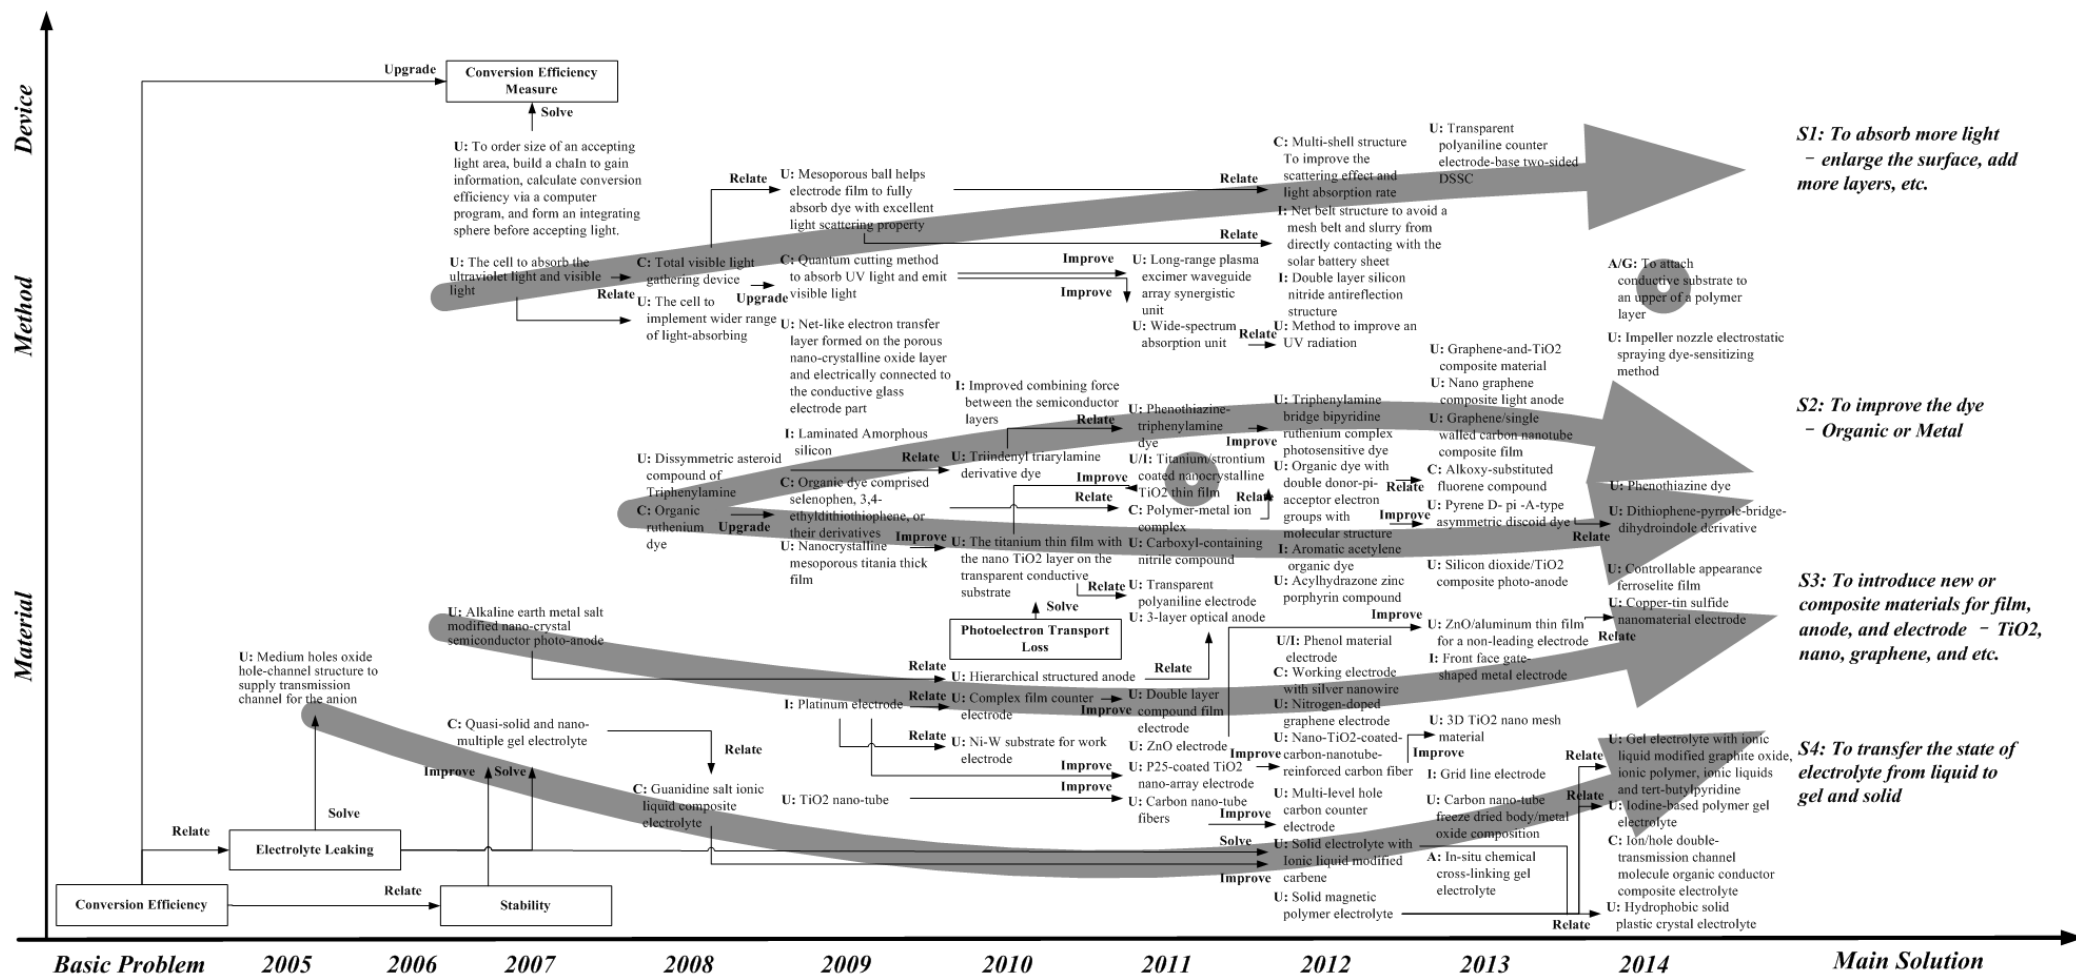 Device
Method
Material
Upgrade
Conversion Efficiency
Measure
Solve
U: To order size of an accepting
light area, build a chaIn to gain
information, calculate conversion
efficiency via a computer
program, and form an integrating
sphere before accepting light.
U: The cell to absorb the
ultraviolet light and visible
light
Relate
C: Total visible light
gathering device
U: The cell to
implement wider range
of light-absorbing
Relate
Upgrade
U: Mesoporous ball helps
electrode film to fully
absorb dye with excellent
light scattering property
C: Quantum cutting method
to absorb UV light and emit
visible light
U: Net-like electron transfer
layer formed on the porous
nano-crystalline oxide layer
and electrically connected to
the conductive glass
electrode part
I: Laminated Amorphous
silicon
Relate
Relate
Improve
Improve
U: Long-range plasma
excimer waveguide
array synergistic
unit
U: Wide-spectrum
absorption unit
Relate
C: Multi-shell structure
To improve the
scattering effect and
light absorption rate
I: Net belt structure to avoid a
mesh belt and slurry from
directly contacting with the
solar battery sheet
I: Double layer silicon
nitride antireflection
structure
U: Method to improve an
UV radiation
U: Transparent
polyaniline counter
electrode-base two-sided
DSSC
A/G: To attach
conductive substrate to
an upper of a polymer
layer
U: Impeller nozzle electrostatic
spraying dye-sensitizing
method
S1: To absorb more light
- enlarge the surface, add
more layers, etc.
U: Dissymmetric asteroid
compound of
Triphenylamine
C: Organic
ruthenium
dye
Upgrade
Relate
C: Organic dye comprised
selenophen, 3,4-
ethyldithiothiophene, or
their derivatives
U: Nanocrystalline
mesoporous titania thick
film
Improve
I: Improved combining force
between the semiconductor
layers
U: Triindenyl triarylamine
derivative dye
U: The titanium thin film with
the nano TiO2 layer on the
transparent conductive
substrate
Relate
Improve
Relate
Relate
Solve
Photoelectron Transport
Loss
U: Phenothiazine-
triphenylamine
dye
U/I: Titanium/strontium
coated nanocrystalline
TiO2 thin film
C: Polymer-metal ion
complex
U: Carboxyl-containing
nitrile compound
U: Transparent
polyaniline electrode
U: 3-layer optical anode
Improve
Relate
U: Triphenylamine
bridge bipyridine
ruthenium complex
photosensitive dye
U: Organic dye with
double donor-pi-
acceptor electron
groups with
molecular structure
I: Aromatic acetylene
organic dye
U: Acylhydrazone zinc
porphyrin compound
Relate
Improve
U: Graphene-and-TiO2
composite material
U: Nano graphene
composite light anode
U: Graphene/single
walled carbon nanotube
composite film
C: Alkoxy-substituted
fluorene compound
U: Pyrene D- pi -A-type
asymmetric discoid dye
U: Silicon dioxide/TiO2
composite photo-anode
Relate
U: Phenothiazine dye
U: Dithiophene-pyrrole-bridge-
dihydroindole derivative
U: Controllable appearance
ferroselite film
U: Copper-tin sulfide
nanomaterial electrode
S2: To improve the dye
- Organic or Metal
S3: To introduce new or
composite materials for film,
anode, and electrode - TiO2,
nano, graphene, and etc.
U: Alkaline earth metal salt
modified nano-crystal
semiconductor photo-anode
U: Medium holes oxide
hole-channel structure to
supply transmission
channel for the anion
Relate
U: Hierarchical structured anode
Relate
I: Platinum electrode
Relate
U: Complex film counter
electrode
Improve
U: Double layer
compound film
electrode
Relate
U: Ni-W substrate for work
electrode
U: ZnO electrode
Improve
U: P25-coated TiO2
nano-array electrode
U: TiO2 nano-tube
Improve
U: Carbon nano-tube
fibers
Improve
Improve
Improve
U/I: Phenol material
electrode
C: Working electrode
with silver nanowire
U: Nitrogen-doped
graphene electrode
U: Nano-TiO2-coated-
carbon-nanotube-
reinforced carbon fiber
U: Multi-level hole
carbon counter
electrode
Improve
U: ZnO/aluminum thin film
for a non-leading electrode
I: Front face gate-
shaped metal electrode
U: 3D TiO2 nano mesh
material
I: Grid line electrode
U: Carbon nano-tube
freeze dried body/metal
oxide composition
Relate
C: Quasi-solid and nano-
multiple gel electrolyte
Relate
C: Guanidine salt ionic
liquid composite
electrolyte
Improve
Solve
Solve
Relate
Electrolyte Leaking
Conversion Efficiency
Relate
Stability
Solve
Improve
U: Solid electrolyte with
Ionic liquid modified
carbene
U: Solid magnetic
polymer electrolyte
A: In-situ chemical
cross-linking gel
electrolyte
Relate
Relate
Relate
U: Gel electrolyte with ionic
liquid modified graphite oxide,
ionic polymer, ionic liquids
and tert-butylpyridine
U: Iodine-based polymer gel
electrolyte
C: Ion/hole double-
transmission channel
molecule organic conductor
composite electrolyte
U: Hydrophobic solid
plastic crystal electrolyte
S4: To transfer the state of
electrolyte from liquid to
gel and solid
Basic Problem
2005
2006
2007
2008
2009
2010
2011
2012
2013
2014
Main Solution